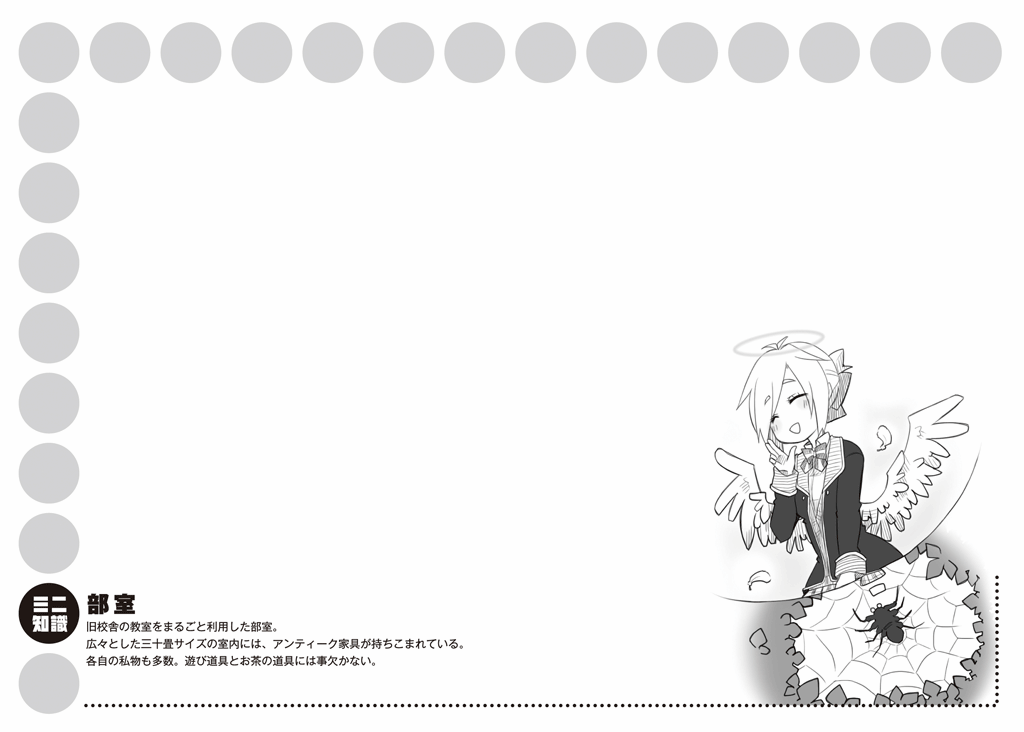 ミニ
知識
部室
旧校舎の教室をまるごと利用した部室。
広々とした三十畳サイズの室内には、アンティーク家具が持ちこまれている。
各自の私物も多数。遊び道具とお茶の道具には事欠かない。